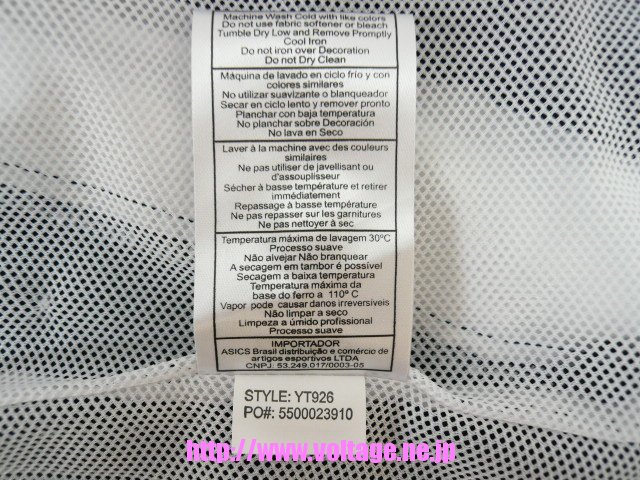 Machine Wash Cold with like colors
Do not use fabric softener or bleach
Tumble Dry Low and Remove Promptly
Cool Iron
Do not iron over Decoration
Do not Dry Clean
Máquina de lavado en ciclo frío y con
colores similares
No utilizar suavizante o blanqueador
Secar en ciclo lento y remover pronto
Planchar con baja temperatura
No planchar sobre Decoración
No lava en Seco
Laver à la machine avec des couleurs
similaires
Ne pas utiliser de javellisant ou
d'assouplisseur
Sécher à basse température et retirer
immédiatement
Repassage à basse température
Ne pas repasser sur les garnitures
Ne pas nettoyer à sec
Temperatura máxima de lavagem 30ºC
Processo suave
Não alvejar Não branquear
A secagem em tambor é possível
Secagem a baixa temperatura
Temperatura máxima da
base do ferro a 110º C
Vapor pode causar danos irreversíveis
Não limpar a seco
Limpeza a úmido profissional
Processo suave
IMPORTADOR
ASICS Brasil distribuição e comércio de
artigos esportivos LTDA
CNPJ: 53.249.017/0003-05
STYLE: YT926
PO#: 5500023910
http://www.voltage.ne.jp